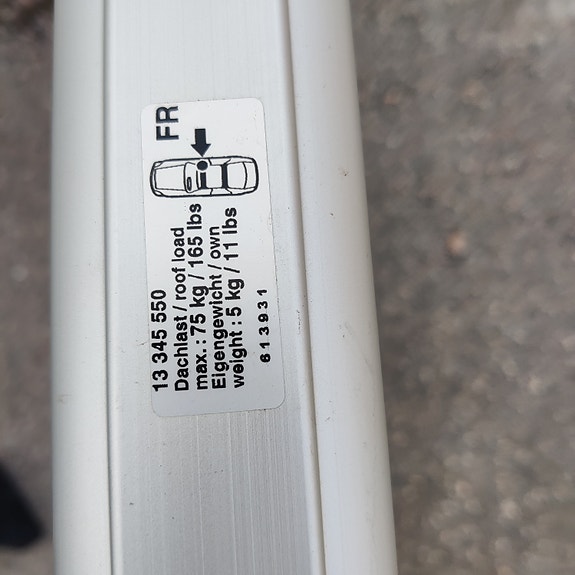 FR
13 345 550
Dachlast / roof load
max. : 75 kg / 165 lbs
Eigengewicht / own
weight : 5 kg / 11 lbs
613931